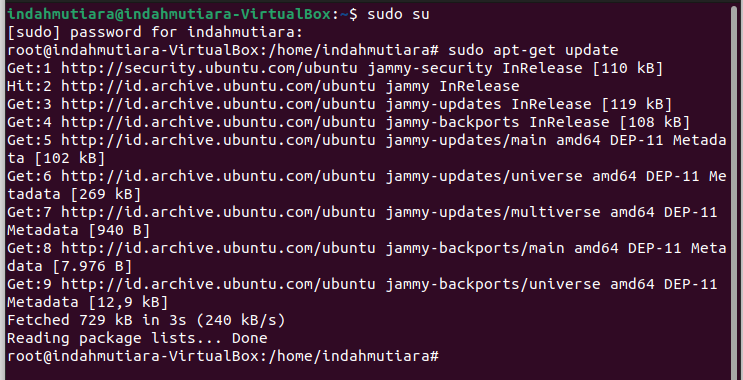 indahmutiara@indahmutiara-VirtualBox:~$ sudo su
[sudo] password for indahmutiara:
root@indahmutiara-VirtualBox:/home/indahmutiara# sudo apt-get update
Get:1 http://security.ubuntu.com/ubuntu jammy-security InRelease [110 kB]
Hit:2 http://id.archive.ubuntu.com/ubuntu jammy InRelease
Get:3 http://id.archive.ubuntu.com/ubuntu jammy-updates InRelease [119 kB]
Get:4 http://id.archive.ubuntu.com/ubuntu jammy-backports InRelease [108 kB]
Get:5 http://id.archive.ubuntu.com/ubuntu jammy-updates/main amd64 DEP-11 Metada
ta [102 kB]
Get:6 http://id.archive.ubuntu.com/ubuntu jammy-updates/universe amd64 DEP-11 Me
tadata [269 kB]
Get:7 http://id.archive.ubuntu.com/ubuntu jammy-updates/multiverse amd64 DEP-11
Metadata [940 B]
Get:8 http://id.archive.ubuntu.com/ubuntu jammy-backports/main amd64 DEP-11 Meta
data [7.976 B]
Get:9 http://id.archive.ubuntu.com/ubuntu jammy-backports/universe amd64 DEP-11
Metadata [12,9 kB]
Fetched 729 kB in 3s (240 kB/s)
Reading package lists... Done
root@indahmutiara-VirtualBox:/home/indahmutiara#